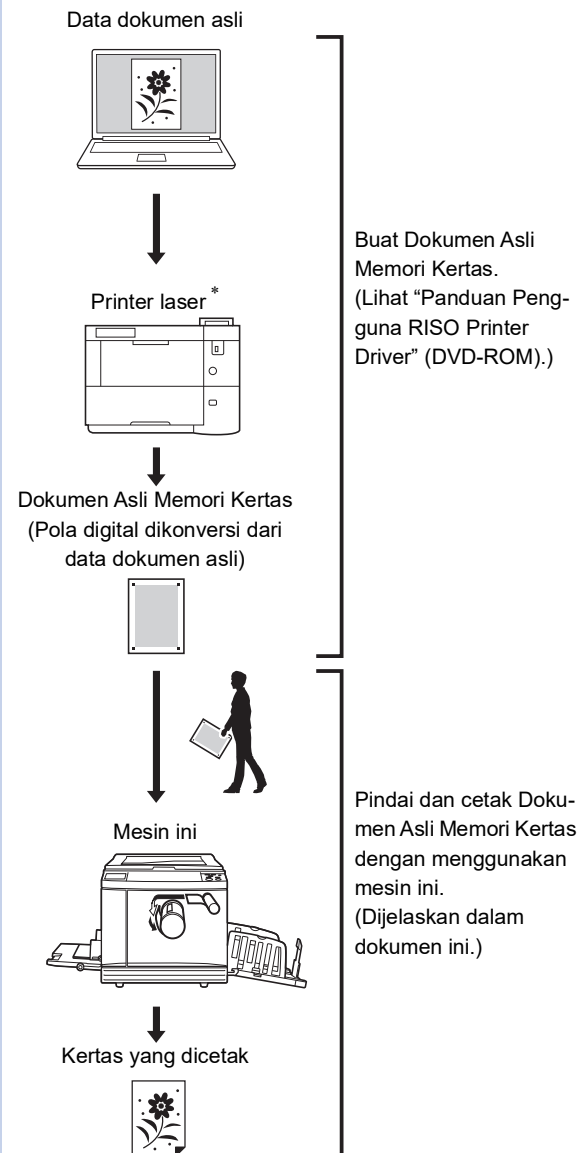 Data dokumen asli
Printer laser *
Dokumen Asli Memori Kertas
(Pola digital dikonversi dari
data dokumen asli)
Buat Dokumen Asli
Memori Kertas.
(Lihat “Panduan Peng-
guna RISO Printer
Driver” (DVD-ROM).)
Mesin ini
Kertas yang dicetak
Pindai dan cetak Doku-
men Asli Memori Kertas
dengan menggunakan
mesin ini.
(Dijelaskan dalam
dokumen ini.)